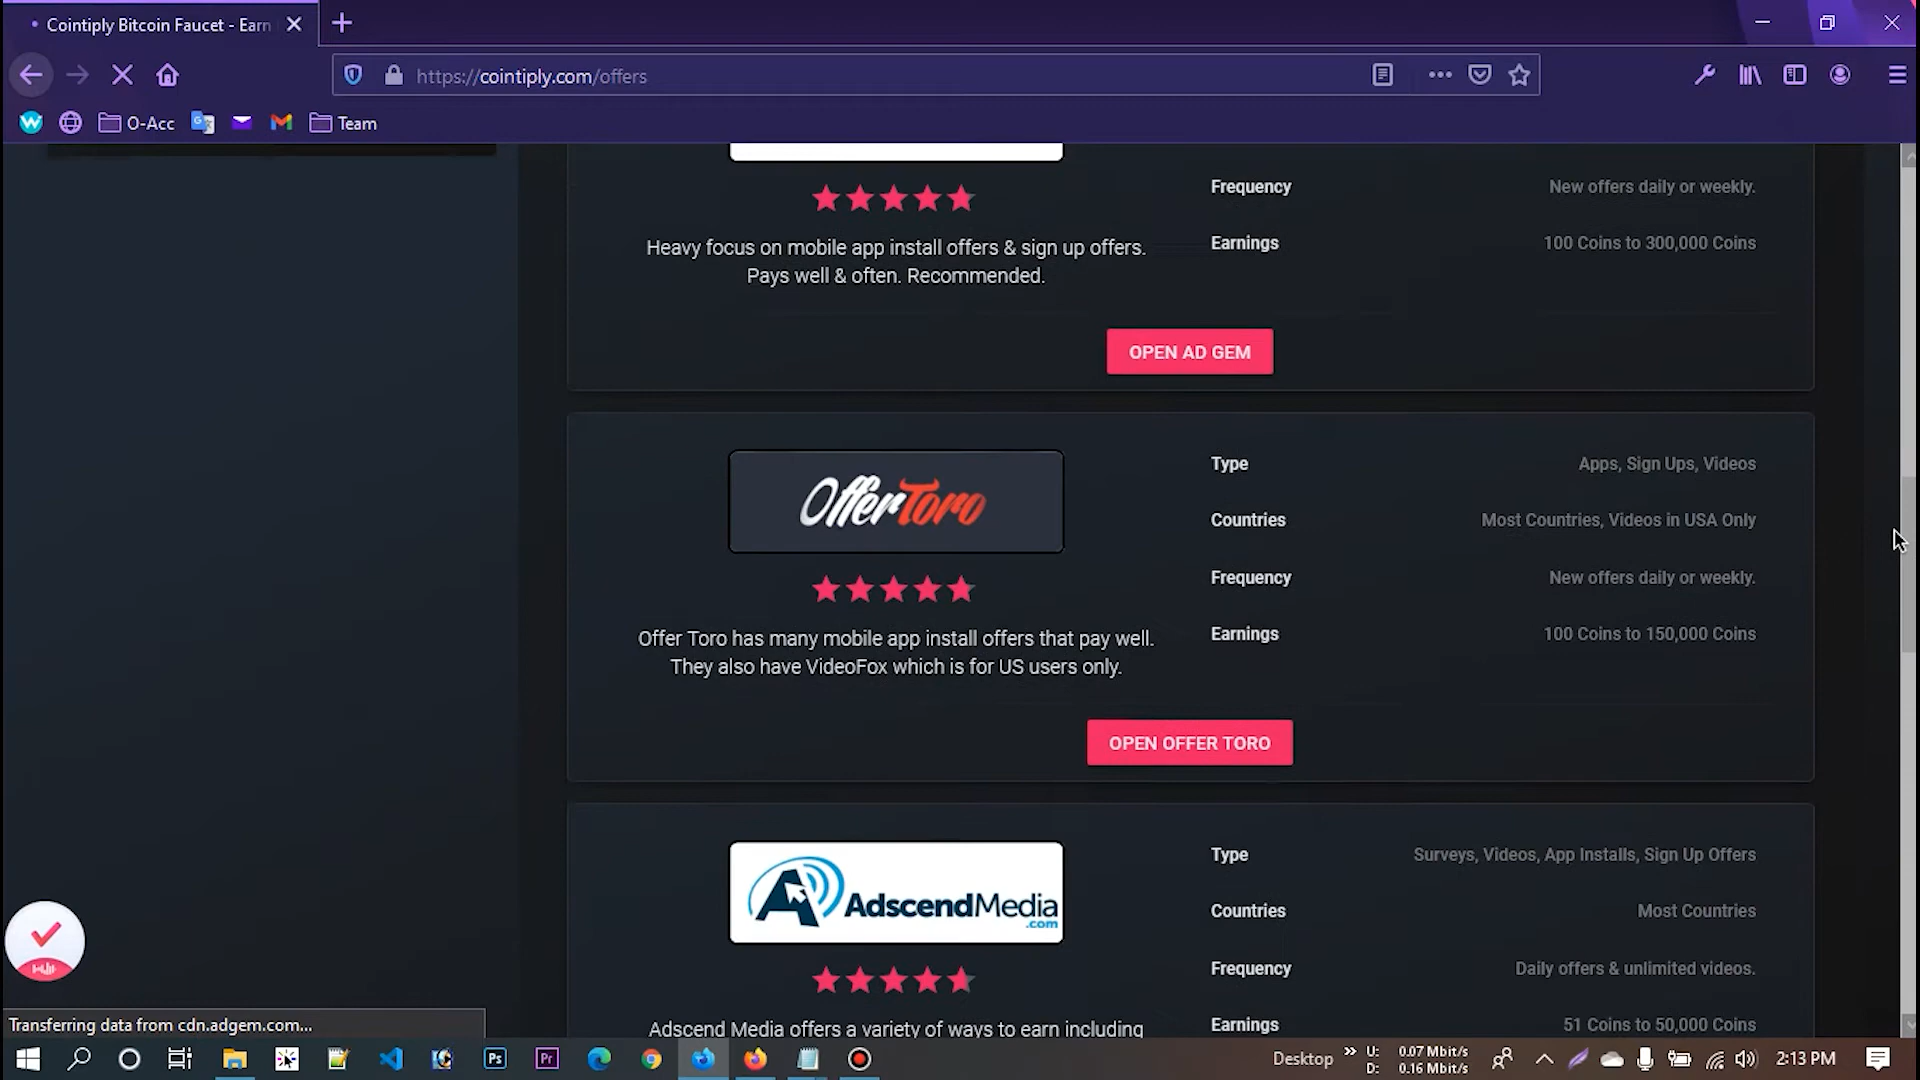 Cointiply Bitcoin Faucet - Earn
https://cointiply.com/offers
O-Acc
Team
Frequency
New offers daily or weekly.
Earnings
100 Coins to 300,000 Coins
Heavy focus on mobile app install offers & sign up offers.
Pays well & often. Recommended.
OPEN AD GEM
OfferToro
Type
Apps, Sign Ups, Videos
Countries
Most Countries, Videos in USA Only
Frequency
New offers daily or weekly.
Earnings
100 Coins to 150,000 Coins
Offer Toro has many mobile app install offers that pay well.
They also have VideoFox which is for US users only.
OPEN OFFER TORO
AdscendMedia
.com
Type
Surveys, Videos, App Installs, Sign Up Offers
Countries
Most Countries
Frequency
Daily offers & unlimited videos.
Earnings
51 Coins to 50,000 Coins
Adscend Media offers a variety of ways to earn including
Transferring data from cdn.adgem.com...
Ps
Pr
Desktop
U: 0.07 Mbit/s
D: 0.16 Mbit/s
2:13 PM